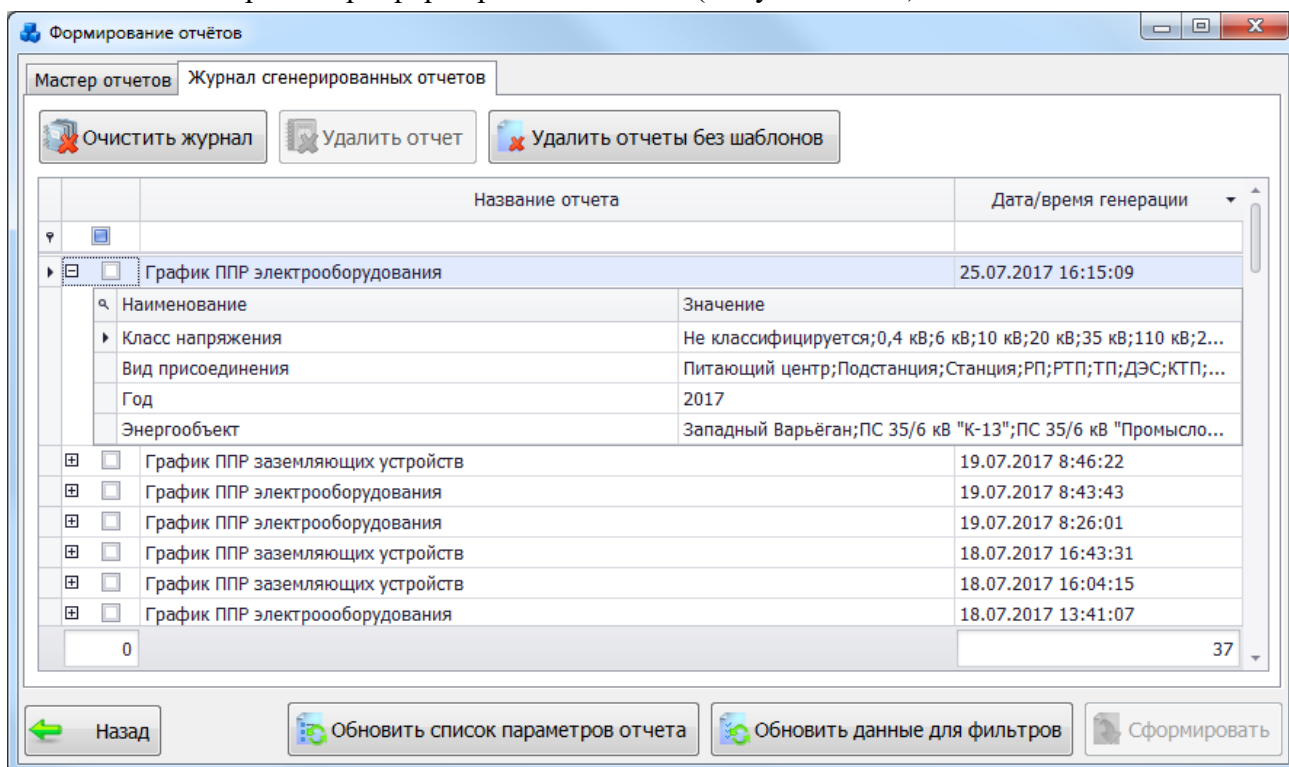 Формирование отчётов
Мастер отчетов Журнал сгенерированных отчетов
Очистить журнал Удалить отчет Удалить отчеты без шаблонов
Название отчета Дата/время генерации
График ППР электрооборудования 25.07.2017 16:15:09
Наименование Значение
Класс напряжения Не классифицируется;0,4 кВ;6 кВ;10 кВ;20 кВ;35 кВ;110 кВ;2...
Вид присоединения Питающий центр;Подстанция;Станция;РП;РТП;ТП;ДЭС;КТП;...
Год 2017
Энергообъект Западный Варьёган;ПС 35/6 кВ "К-13";ПС 35/6 кВ "Промысло...
График ППР заземляющих устройств 19.07.2017 8:46:22
График ППР электрооборудования 19.07.2017 8:43:43
График ППР электрооборудования 19.07.2017 8:26:01
График ППР заземляющих устройств 18.07.2017 16:43:31
График ППР заземляющих устройств 18.07.2017 16:04:15
График ППР электроооборудования 18.07.2017 13:41:07
0 37
Назад Обновить список параметров отчета Обновить данные для фильтров Сформировать